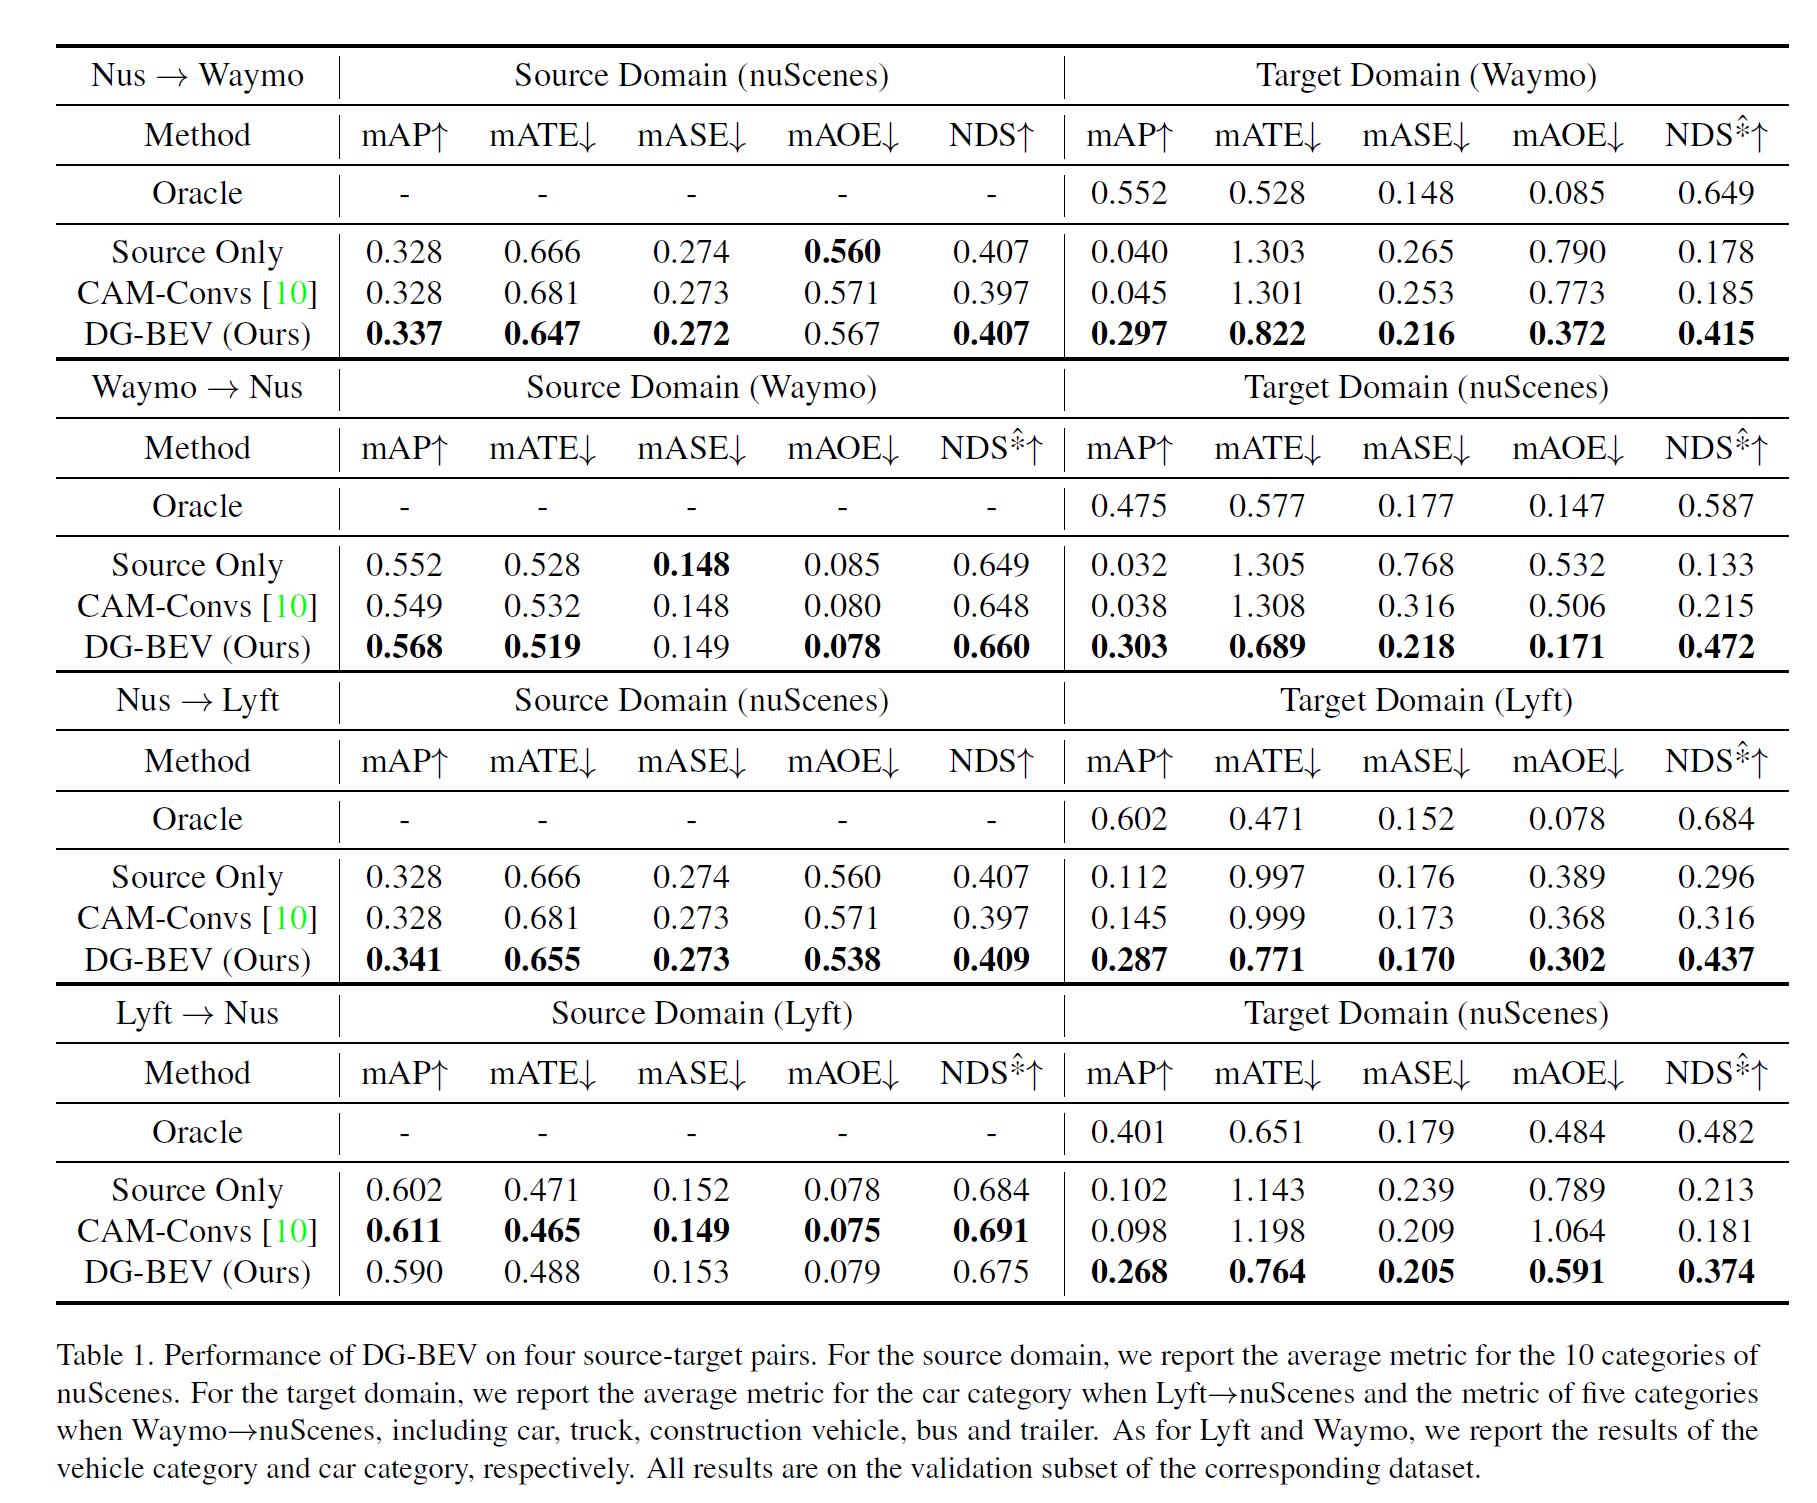 Nus → Waymo Source Domain (nuScenes) Target Domain (Waymo)
Method mAP↑ mATE↓ mASE↓ mAOE↓ NDS↑ mAP↑ mATE↓ mASE↓ mAOE↓ NDS*̂↑
Oracle - - - - - 0.552 0.528 0.148 0.085 0.649
Source Only 0.328 0.666 0.274 0.560 0.407 0.040 1.303 0.265 0.790 0.178
CAM-Convs [10] 0.328 0.681 0.273 0.571 0.397 0.045 1.301 0.253 0.773 0.185
DG-BEV (Ours) 0.337 0.647 0.272 0.567 0.407 0.297 0.822 0.216 0.372 0.415
Waymo → Nus Source Domain (Waymo) Target Domain (nuScenes)
Method mAP↑ mATE↓ mASE↓ mAOE↓ NDS*̂↑ mAP↑ mATE↓ mASE↓ mAOE↓ NDS*̂↑
Oracle - - - - - 0.475 0.577 0.177 0.147 0.587
Source Only 0.552 0.528 0.148 0.085 0.649 0.032 1.305 0.768 0.532 0.133
CAM-Convs [10] 0.549 0.532 0.148 0.080 0.648 0.038 1.308 0.316 0.506 0.215
DG-BEV (Ours) 0.568 0.519 0.149 0.078 0.660 0.303 0.689 0.218 0.171 0.472
Nus → Lyft Source Domain (nuScenes) Target Domain (Lyft)
Method mAP↑ mATE↓ mASE↓ mAOE↓ NDS↑ mAP↑ mATE↓ mASE↓ mAOE↓ NDS*̂↑
Oracle - - - - - 0.602 0.471 0.152 0.078 0.684
Source Only 0.328 0.666 0.274 0.560 0.407 0.112 0.997 0.176 0.389 0.296
CAM-Convs [10] 0.328 0.681 0.273 0.571 0.397 0.145 0.999 0.173 0.368 0.316
DG-BEV (Ours) 0.341 0.655 0.273 0.538 0.409 0.287 0.771 0.170 0.302 0.437
Lyft → Nus Source Domain (Lyft) Target Domain (nuScenes)
Method mAP↑ mATE↓ mASE↓ mAOE↓ NDS*̂↑ mAP↑ mATE↓ mASE↓ mAOE↓ NDS*̂↑
Oracle - - - - - 0.401 0.651 0.179 0.484 0.482
Source Only 0.602 0.471 0.152 0.078 0.684 0.102 1.143 0.239 0.789 0.213
CAM-Convs [10] 0.611 0.465 0.149 0.075 0.691 0.098 1.198 0.209 1.064 0.181
DG-BEV (Ours) 0.590 0.488 0.153 0.079 0.675 0.268 0.764 0.205 0.591 0.374
Table 1. Performance of DG-BEV on four source-target pairs. For the source domain, we report the average metric for the 10 categories of
nuScenes. For the target domain, we report the average metric for the car category when Lyft→nuScenes and the metric of five categories
when Waymo→nuScenes, including car, truck, construction vehicle, bus and trailer. As for Lyft and Waymo, we report the results of the
vehicle category and car category, respectively. All results are on the validation subset of the corresponding dataset.